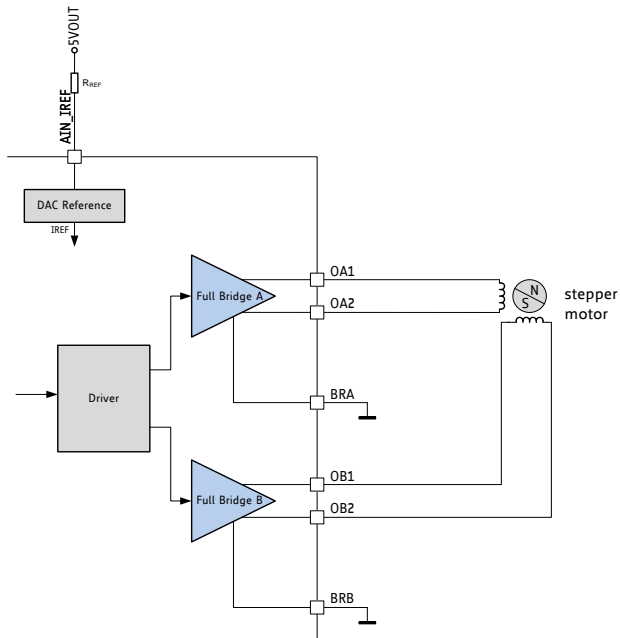 5VOUT
RREF
AIN_IREF
DAC Reference
IREF
OA1
Full Bridge A
OA2
N
S
stepper
motor
Driver
BRA
OB1
Full Bridge B
OB2
BRB